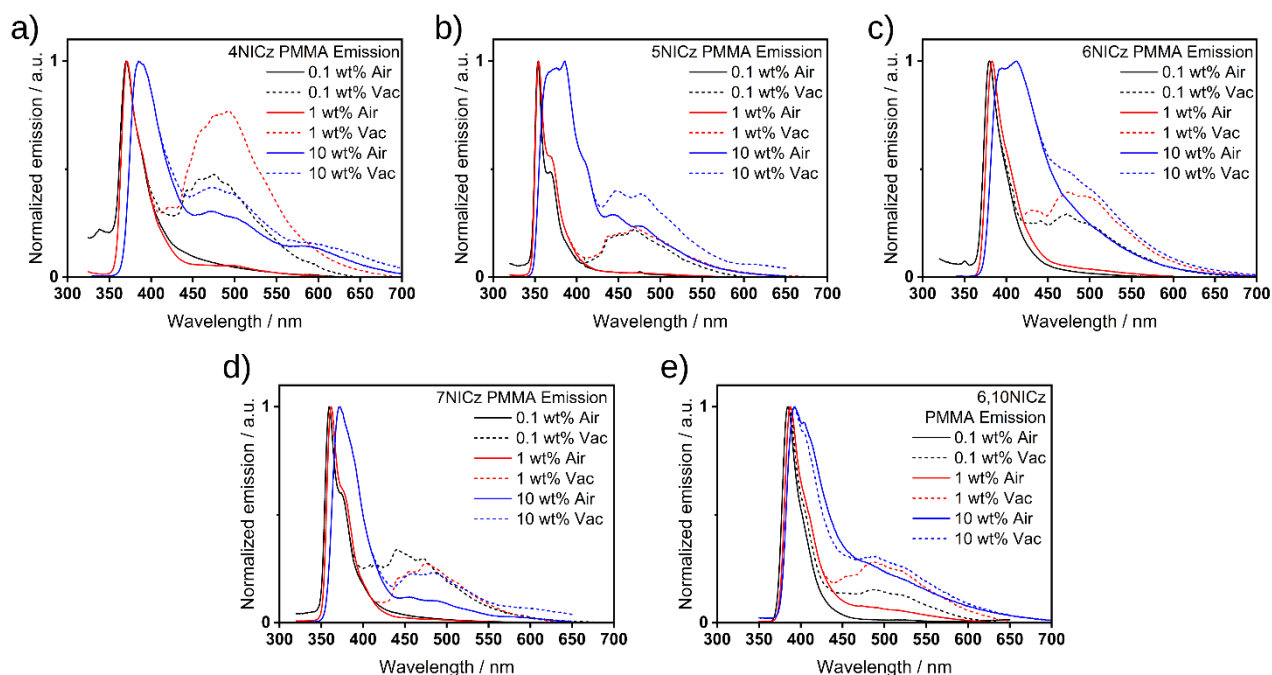 a)
4NICz PMMA Emission
0.1 wt% Air
0.1 wt% Vac
1 wt% Air
1 wt% Vac
10 wt% Air
10 wt% Vac
Normalized emission / a.u.
1
0
300 350 400 450 500 550 600 650 700
Wavelength / nm
b)
5NICz PMMA Emission
0.1 wt% Air
0.1 wt% Vac
1 wt% Air
1 wt% Vac
10 wt% Air
10 wt% Vac
Normalized emission / a.u.
1
0
300 350 400 450 500 550 600 650 700
Wavelength / nm
c)
6NICz PMMA Emission
0.1 wt% Air
0.1 wt% Vac
1 wt% Air
1 wt% Vac
10 wt% Air
10 wt% Vac
Normalized emission / a.u.
1
0
300 350 400 450 500 550 600 650 700
Wavelength / nm
d)
7NICz PMMA Emission
0.1 wt% Air
0.1 wt% Vac
1 wt% Air
1 wt% Vac
10 wt% Air
10 wt% Vac
Normalized emission / a.u.
1
0
300 350 400 450 500 550 600 650 700
Wavelength / nm
e)
6,10NICz
PMMA Emission
0.1 wt% Air
0.1 wt% Vac
1 wt% Air
1 wt% Vac
10 wt% Air
10 wt% Vac
Normalized emission / a.u.
1
0
300 350 400 450 500 550 600 650 700
Wavelength / nm